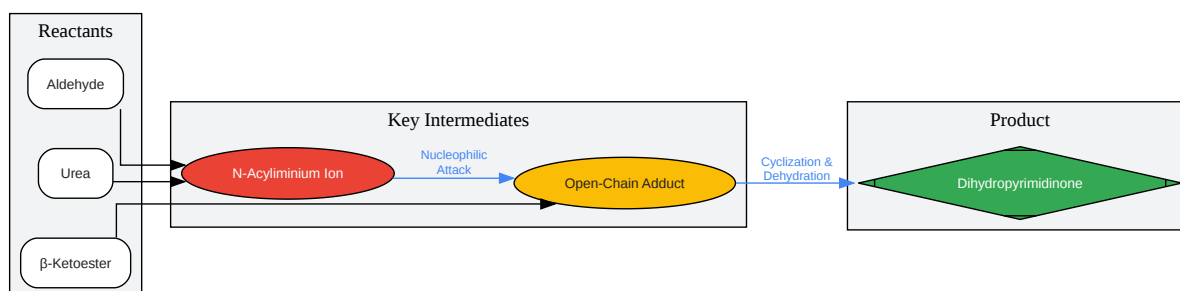 Reactants
Aldehyde
Urea
β-Ketoester
Key Intermediates
N-Acyliminium Ion
Nucleophilic
Attack
Open-Chain Adduct
Cyclization &
Dehydration
Product
Dihydropyrimidinone